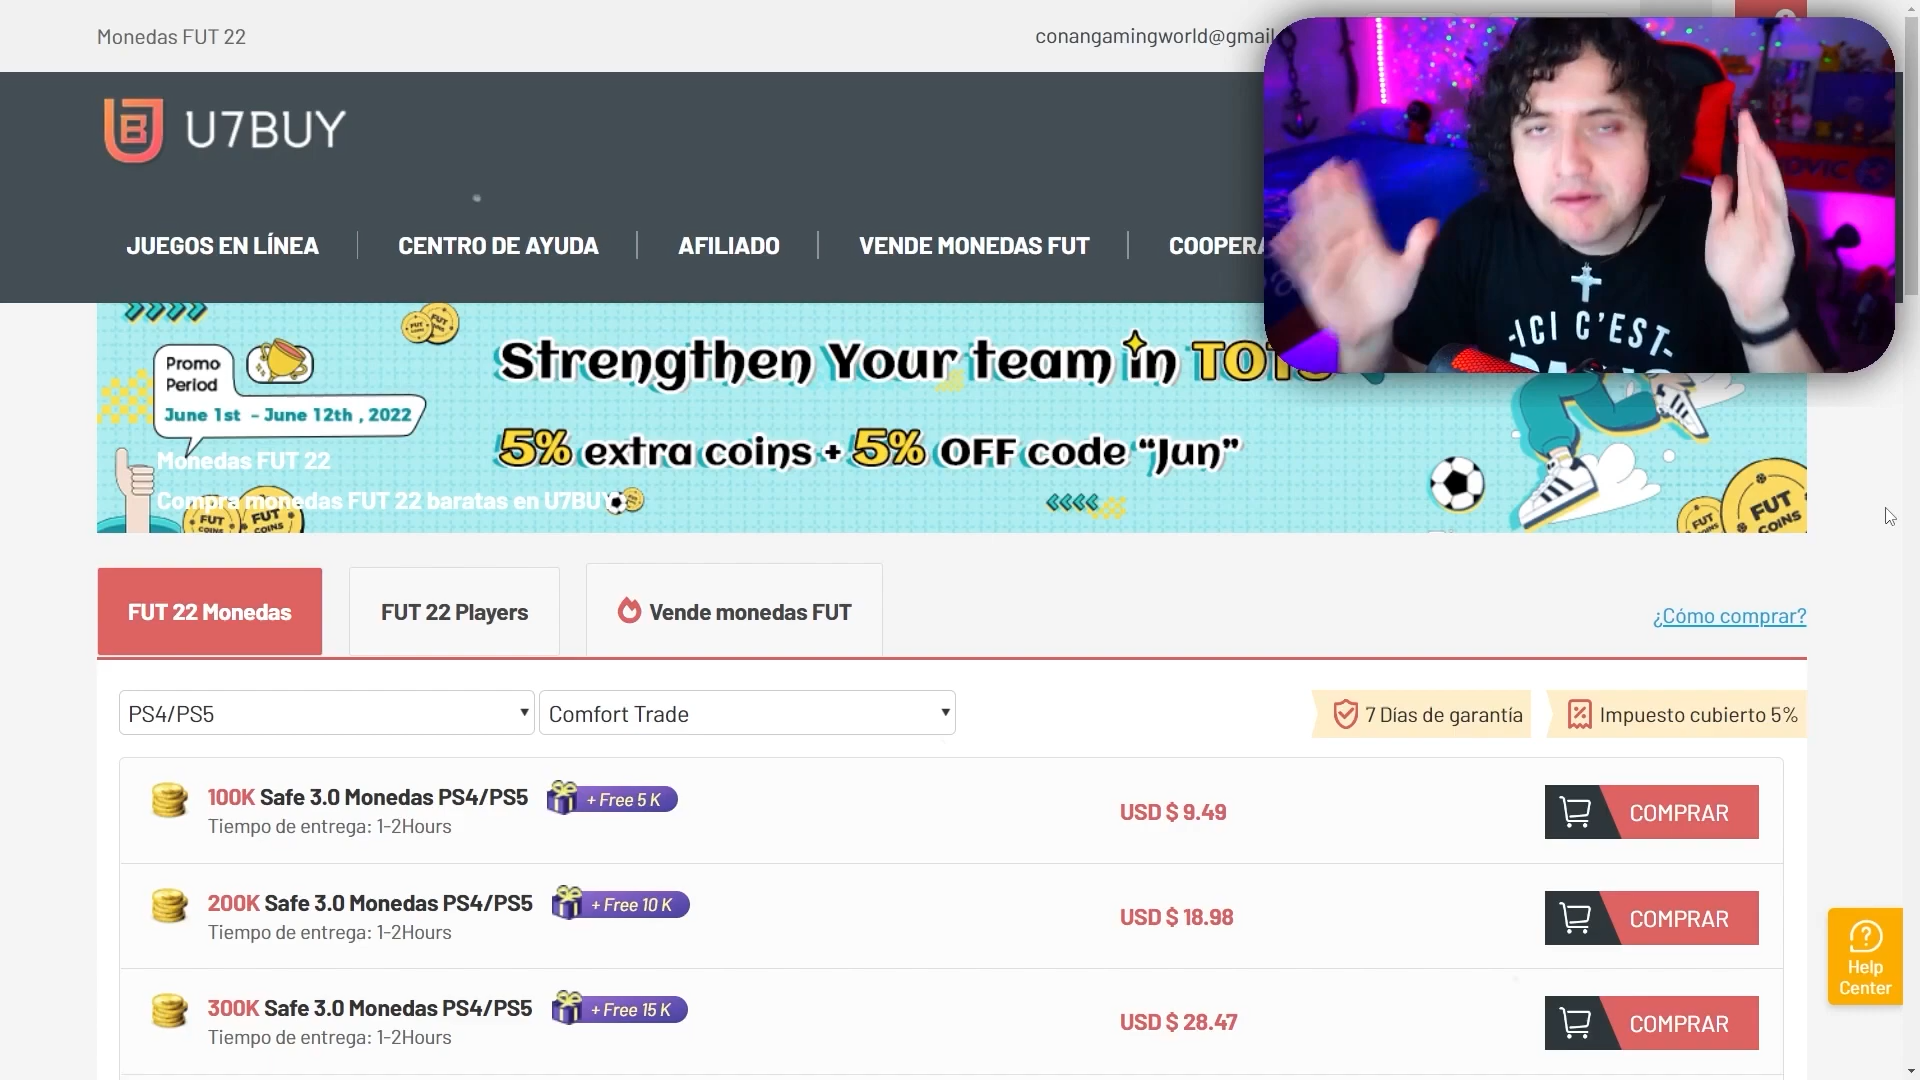 Monedas FUT 22
conangamingworld@gmail
U7BUY
JUEGOS EN LÍNEA
CENTRO DE AYUDA
AFILIADO
VENDE MONEDAS FUT
COOPERA
-ICI C'EST-
Promo
Period
June 1st - June 12th , 2022
Strengthen Your team in
5% extra coins + 5% OFF code “Jun”
Monedas FUT 22
Compra monedas FUT 22 baratas en U7BUY
FUT COINS
FUT COINS
FUT COINS
FUT COINS
FUT 22 Monedas
FUT 22 Players
Vende monedas FUT
¿Cómo comprar?
PS4/PS5
Comfort Trade
7 Días de garantía
Impuesto cubierto 5%
100K Safe 3.0 Monedas PS4/PS5
+ Free 5 K
Tiempo de entrega: 1-2Hours
USD $ 9.49
COMPRAR
200K Safe 3.0 Monedas PS4/PS5
+ Free 10 K
Tiempo de entrega: 1-2Hours
USD $ 18.98
COMPRAR
300K Safe 3.0 Monedas PS4/PS5
+ Free 15 K
Tiempo de entrega: 1-2Hours
USD $ 28.47
COMPRAR
Help
Center